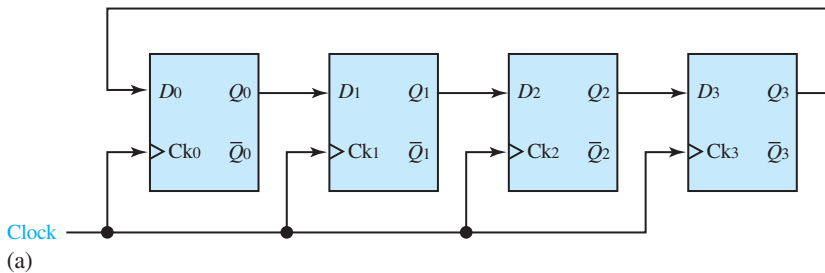 D0 Q0 D1 Q1 D2 Q2 D3 Q3
Ck0 Q̄0 Ck1 Q̄1 Ck2 Q̄2 Ck3 Q̄3
Clock
(a)